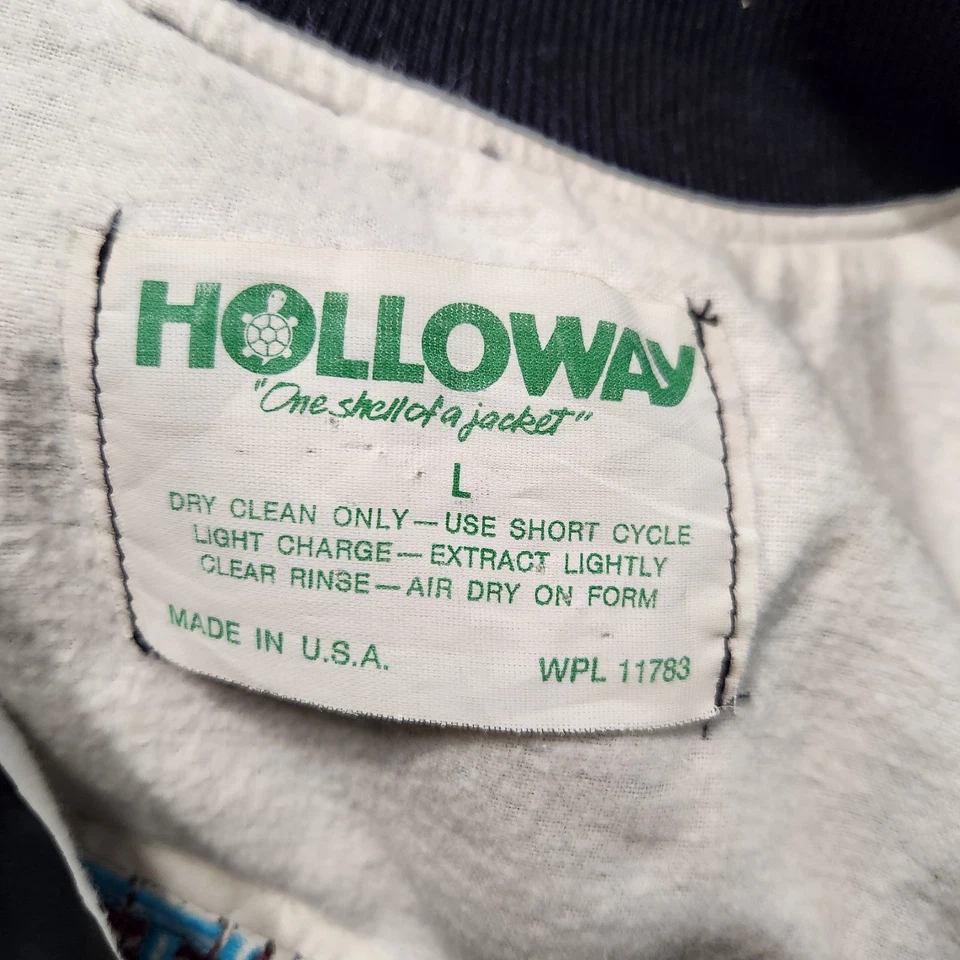 HOLLOWAY
"One shell of a jacket"
L
DRY CLEAN ONLY—USE SHORT CYCLE
LIGHT CHARGE—EXTRACT LIGHTLY
CLEAR RINSE—AIR DRY ON FORM
MADE IN U.S.A.
WPL 11783